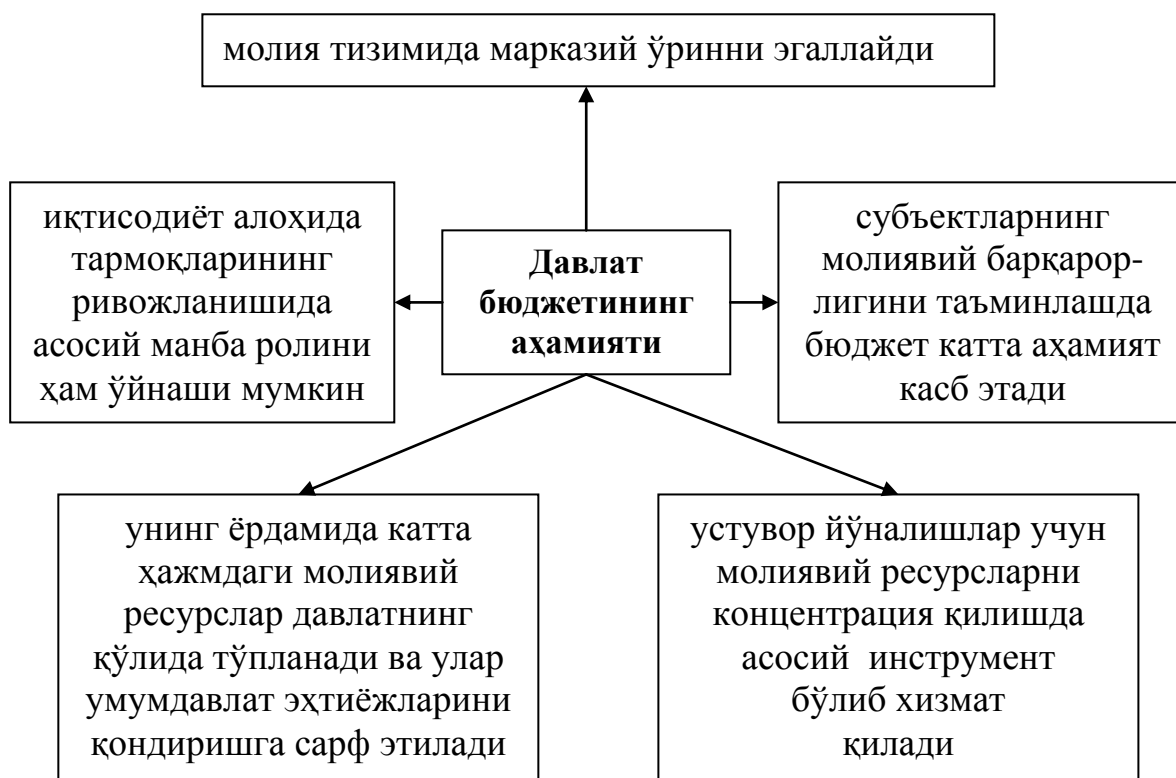 молия тизимида марказий ўринни эгаллайди
иқтисодиёт алоҳида
тармоқларининг
ривожланишида
асосий манба ролини
ҳам ўйнаши мумкин
Давлат
бюджетининг
аҳамияти
субъектларнинг
молиявий барқарор-
лигини таъминлашда
бюджет катта аҳамият
касб этади
унинг ёрдамида катта
ҳажмдаги молиявий
ресурслар давлатнинг
қўлида тўпланади ва улар
умумдавлат эҳтиёжларини
қондиришга сарф этилади
устувор йўналишлар учун
молиявий ресурсларни
концентрация қилишда
асосий инструмент
бўлиб хизмат
қилади